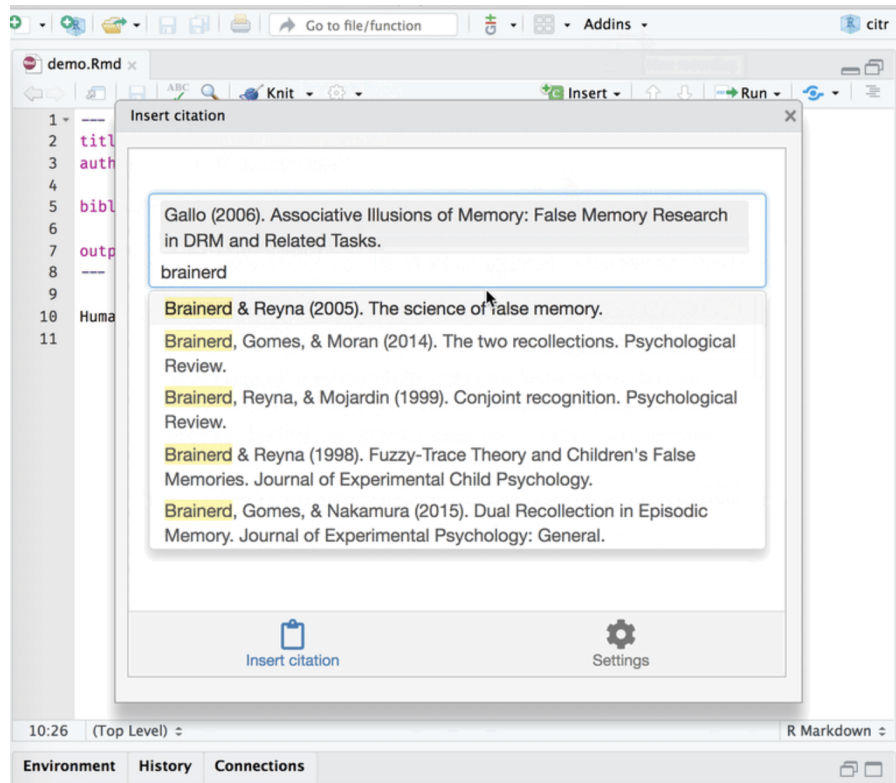 Go to file/function
Addins
citr
demo.Rmd
ABC
Knit
Insert
Run
Insert citation
1 ---
2 titl
3 auth
4
5 bibl
6
7 outp
8 ---
9
10 Huma
11
Gallo (2006). Associative Illusions of Memory: False Memory Research
in DRM and Related Tasks.
brainerd
Brainerd & Reyna (2005). The science of false memory.
Brainerd, Gomes, & Moran (2014). The two recollections. Psychological
Review.
Brainerd, Reyna, & Mojardin (1999). Conjoint recognition. Psychological
Review.
Brainerd & Reyna (1998). Fuzzy-Trace Theory and Children's False
Memories. Journal of Experimental Child Psychology.
Brainerd, Gomes, & Nakamura (2015). Dual Recollection in Episodic
Memory. Journal of Experimental Psychology: General.
Insert citation
Settings
10:26 (Top Level)
R Markdown
Environment History Connections